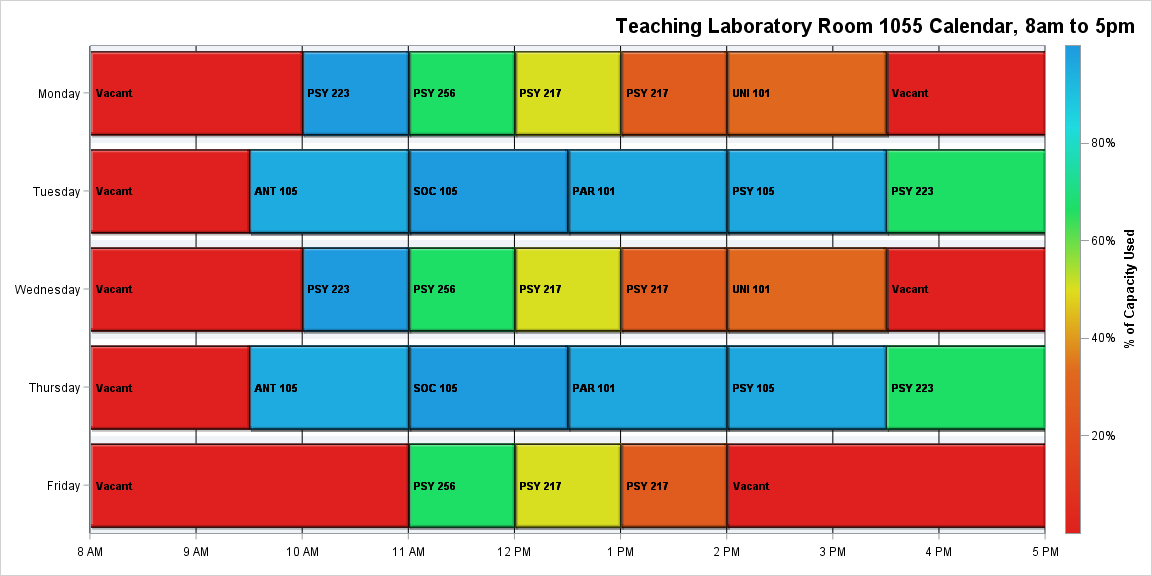 Teaching Laboratory Room 1055 Calendar, 8am to 5pm
Monday
Vacant
PSY 223
PSY 256
PSY 217
PSY 217
UNI 101
Vacant
Tuesday
Vacant
ANT 105
SOC 105
PAR 101
PSY 105
PSY 223
Wednesday
Vacant
PSY 223
PSY 256
PSY 217
PSY 217
UNI 101
Vacant
Thursday
Vacant
ANT 105
SOC 105
PAR 101
PSY 105
PSY 223
Friday
Vacant
PSY 256
PSY 217
PSY 217
Vacant
8 AM
9 AM
10 AM
11 AM
12 PM
1 PM
2 PM
3 PM
4 PM
5 PM
80%
60%
40%
20%
% of Capacity Used